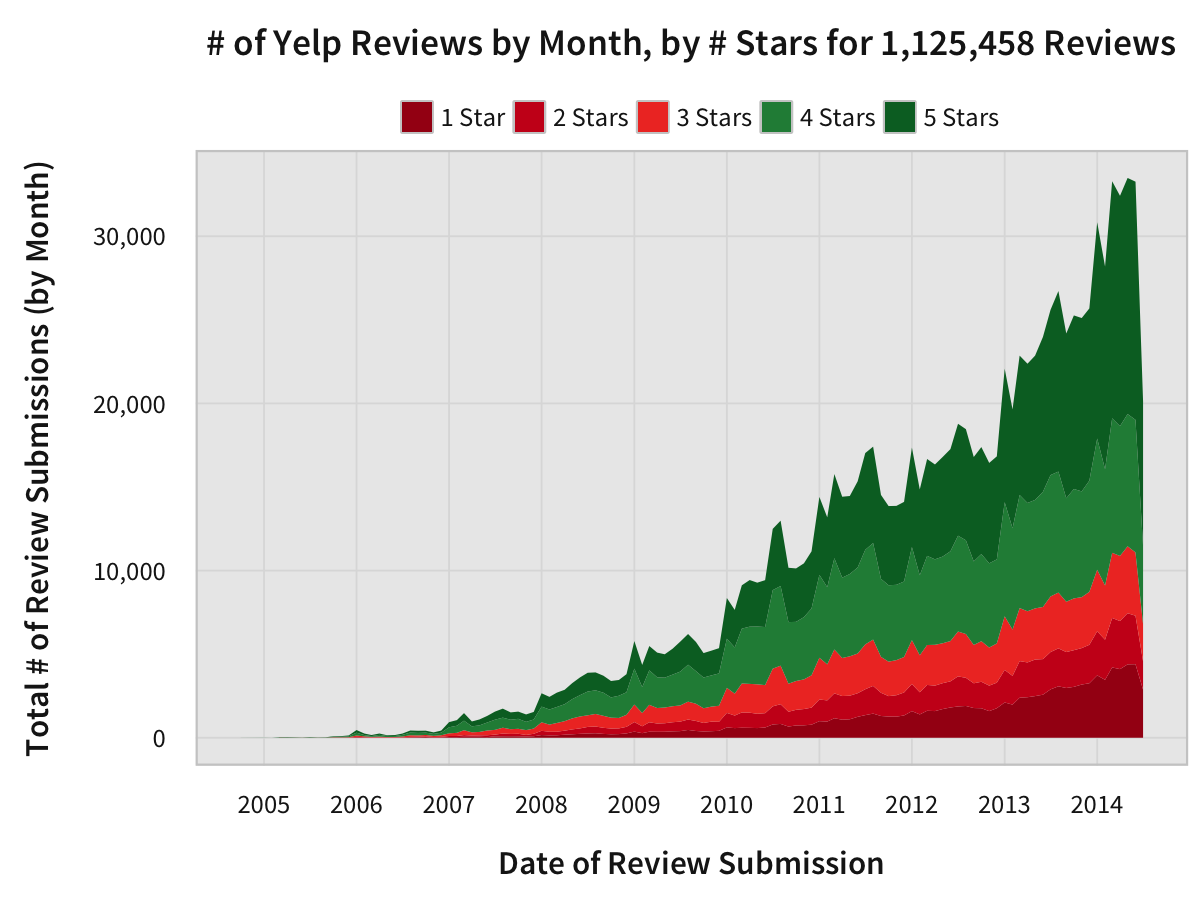 # of Yelp Reviews by Month, by # Stars for 1,125,458 Reviews
1 Star 2 Stars 3 Stars 4 Stars 5 Stars
Total # of Review Submissions (by Month)
30,000
20,000
10,000
0
2005 2006 2007 2008 2009 2010 2011 2012 2013 2014
Date of Review Submission